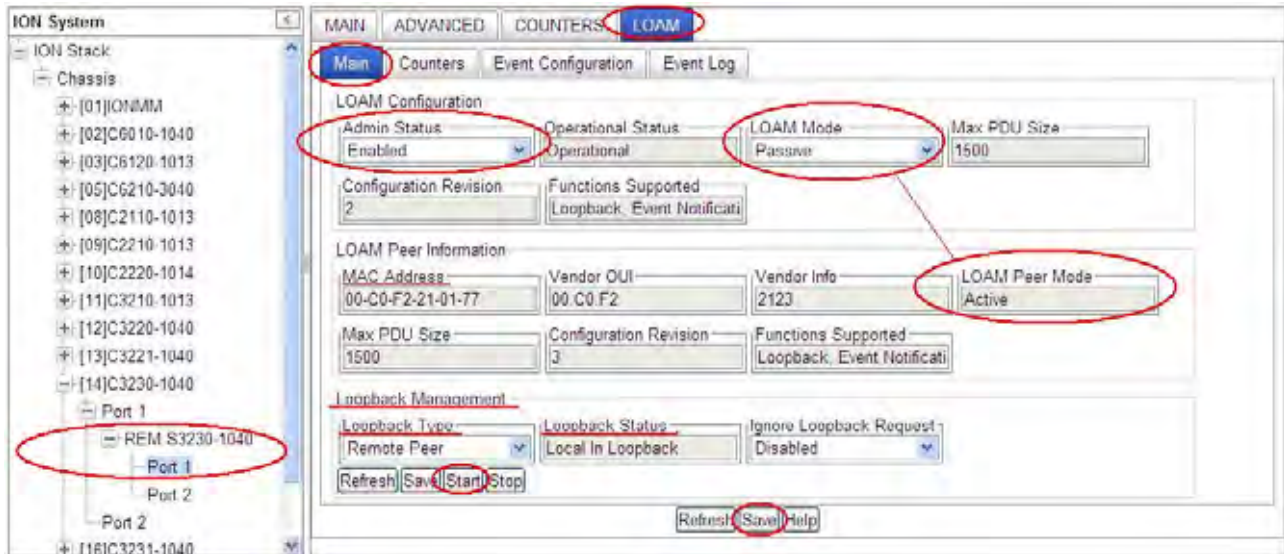 ION System
<
ION Stack
Chassis
[01]IONMM
[02]C6010-1040
[03]C6120-1013
[05]C6210-3040
[08]C2110-1013
[09]C2210-1013
[10]C2220-1014
[11]C3210-1013
[12]C3220-1040
[13]C3221-1040
[14]C3230-1040
Port 1
REM S3230-1040
Port 1
Port 2
Port 2
[16]C3231-1040
MAIN ADVANCED COUNTERS LOAM
Main Counters Event Configuration Event Log
LOAM Configuration
Admin Status Operational Status LOAM Mode Max PDU Size
Enabled Operational Passive 1500
Configuration Revision Functions Supported
2 Loopback, Event Notificati
LOAM Peer Information
MAC Address Vendor OUI Vendor Info LOAM Peer Mode
00-C0-F2-21-01-77 00.C0.F2 2123 Active
Max PDU Size Configuration Revision Functions Supported
1500 3 Loopback, Event Notificati
Loopback Management
Loopback Type Loopback Status Ignore Loopback Request
Remote Peer Local In Loopback Disabled
Refresh Save Start Stop
Refresh Save Help